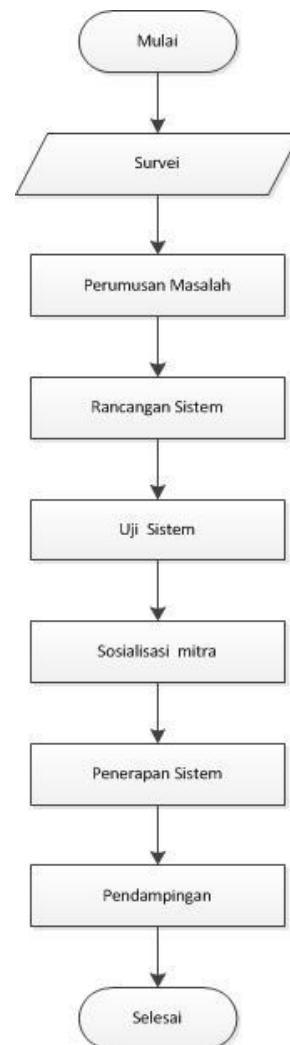 Mulai
Survei
Perumusan Masalah
Rancangan Sistem
Uji Sistem
Sosialisasi mitra
Penerapan Sistem
Pendampingan
Selesai